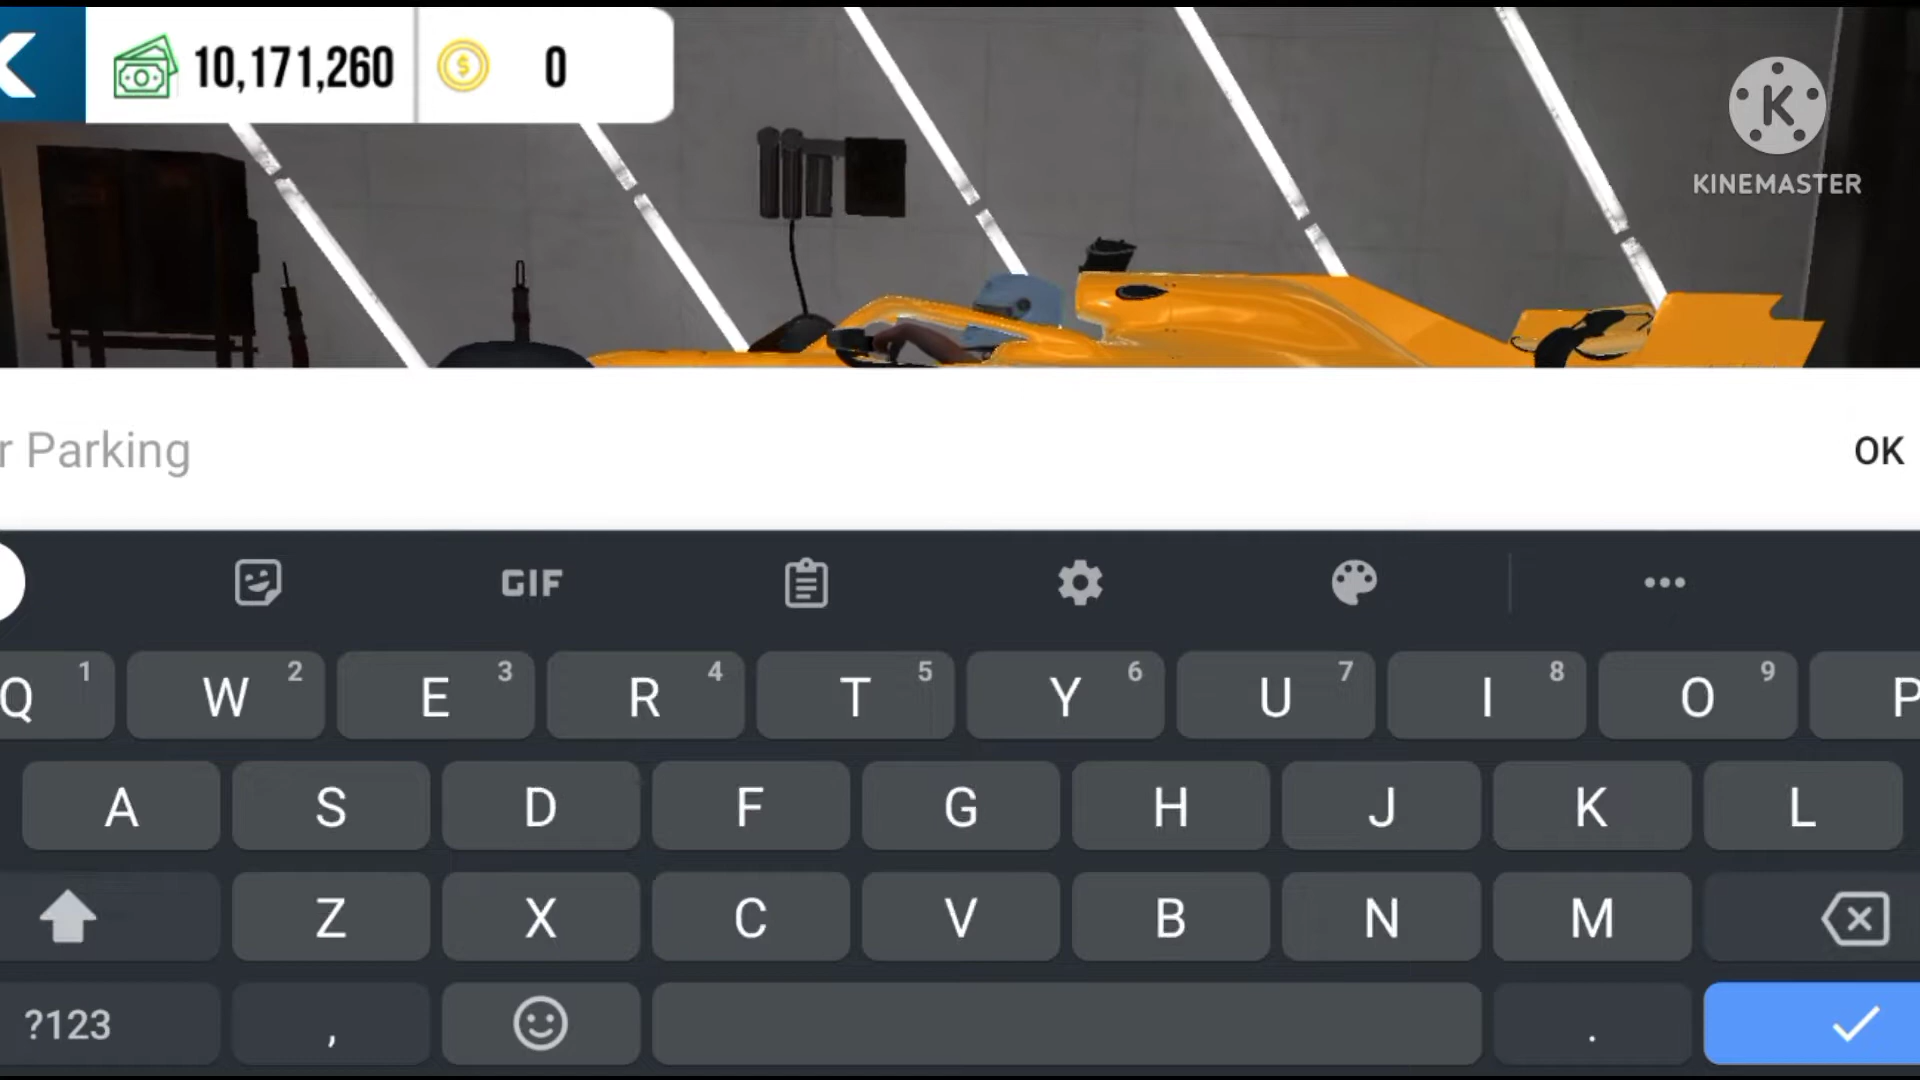 10,171,260 0
K
KINEMASTER
r Parking OK
GIF
Q 1 W 2 E 3 R 4 T 5 Y 6 U 7 I 8 O 9 P
A S D F G H J K L
Z X C V B N M
?123 , .